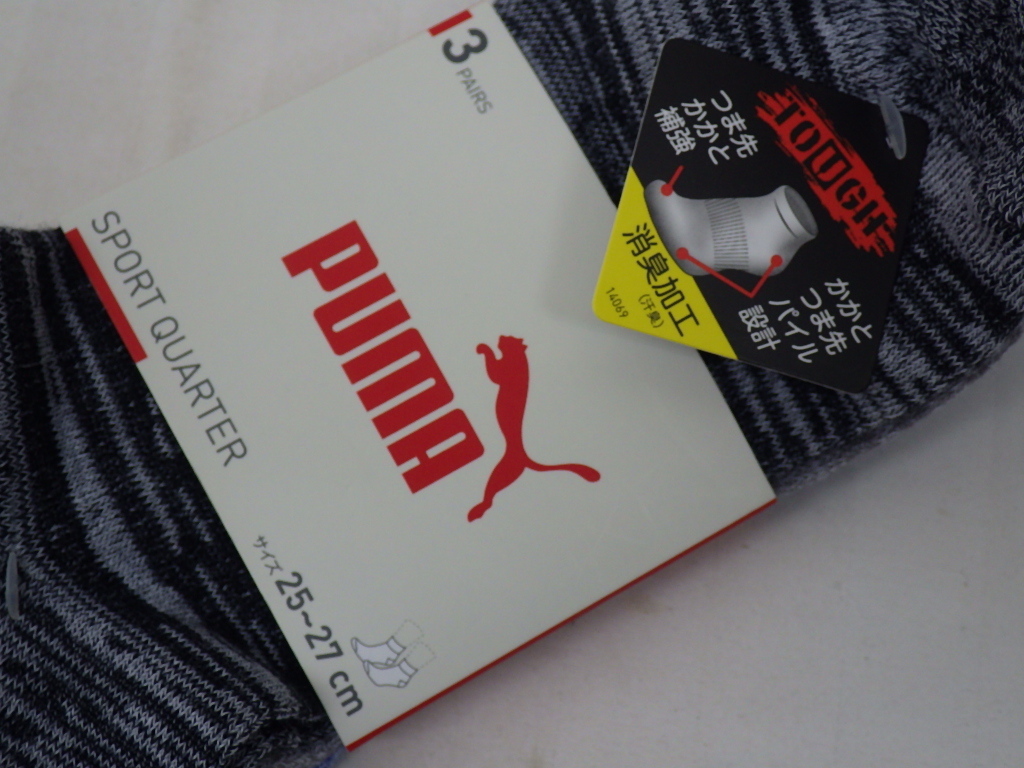 3 PAIRS
SPORT QUARTER
PUMA
サイズ 25~27 cm
TOUGH
つま先
かかと
補強
かかと
つま先
パイル
設計
消臭加工
(汗臭)
14069